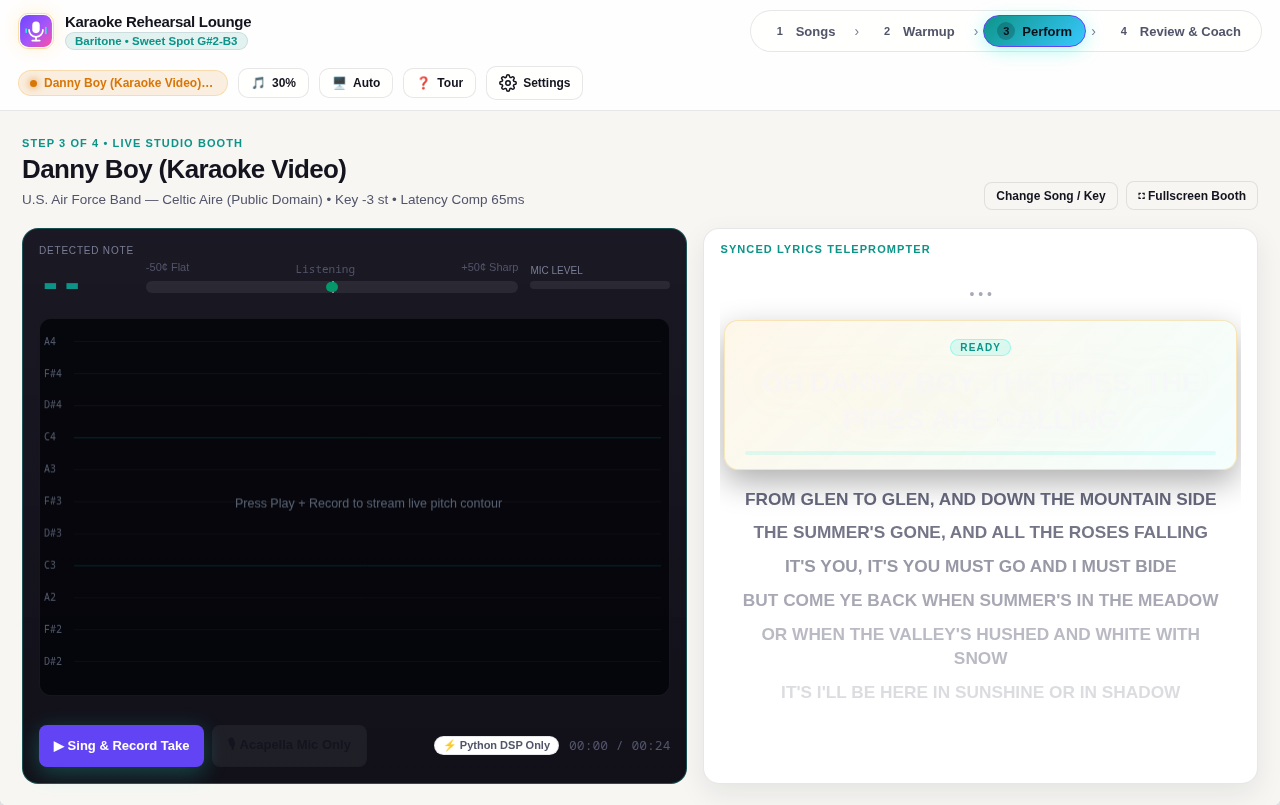 Karaoke Rehearsal Lounge
Baritone • Sweet Spot G#2-B3
1 Songs › 2 Warmup › 3 Perform › 4 Review & Coach
Danny Boy (Karaoke Video)…
30%
Auto
Tour
Settings
STEP 3 OF 4 • LIVE STUDIO BOOTH
Danny Boy (Karaoke Video)
U.S. Air Force Band — Celtic Aire (Public Domain) • Key -3 st • Latency Comp 65ms
Change Song / Key
Fullscreen Booth
DETECTED NOTE
-50¢ Flat
Listening
+50¢ Sharp
MIC LEVEL
--
A4
F#4
D#4
C4
A3
F#3
Press Play + Record to stream live pitch contour
D#3
C3
A2
F#2
D#2
▶ Sing & Record Take
Acapella Mic Only
⚡ Python DSP Only
00:00 / 00:24
SYNCED LYRICS TELEPROMPTER
•••
READY
FROM GLEN TO GLEN, AND DOWN THE MOUNTAIN SIDE
THE SUMMER'S GONE, AND ALL THE ROSES FALLING
IT'S YOU, IT'S YOU MUST GO AND I MUST BIDE
BUT COME YE BACK WHEN SUMMER'S IN THE MEADOW
OR WHEN THE VALLEY'S HUSHED AND WHITE WITH
SNOW
IT'S I'LL BE HERE IN SUNSHINE OR IN SHADOW